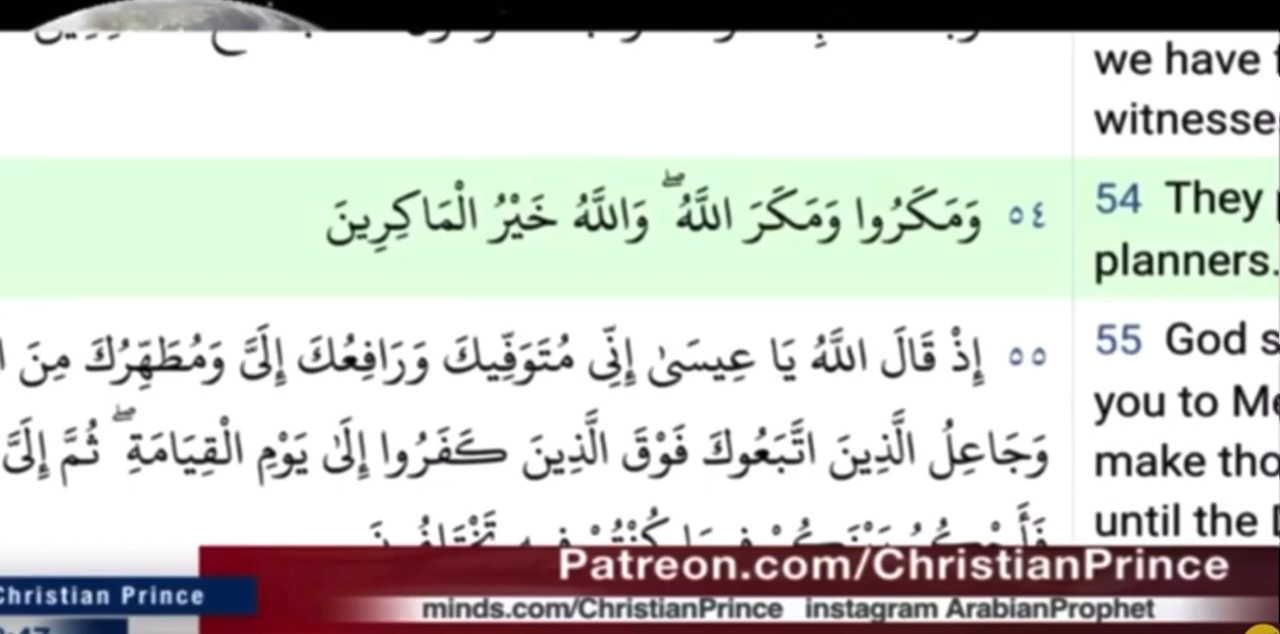 we have
witnesse
٥٤ وَمَكَرُوا وَمَكَرَ اللَّهُ ۖ وَاللَّهُ خَيْرُ الْمَاكِرِينَ
54 They
planners.
٥٥ إِذْ قَالَ اللَّهُ يَا عِيسَىٰ إِنِّي مُتَوَفِّيكَ وَرَافِعُكَ إِلَيَّ وَمُطَهِّرُكَ مِنَ
وَجَاعِلُ الَّذِينَ اتَّبَعُوكَ فَوْقَ الَّذِينَ كَفَرُوا إِلَىٰ يَوْمِ الْقِيَامَةِ ۖ ثُمَّ إِلَيَّ
55 God s
you to M
make tho
until the
Patreon.com/ChristianPrince
Christian Prince
minds.com/ChristianPrince instagram ArabianProphet